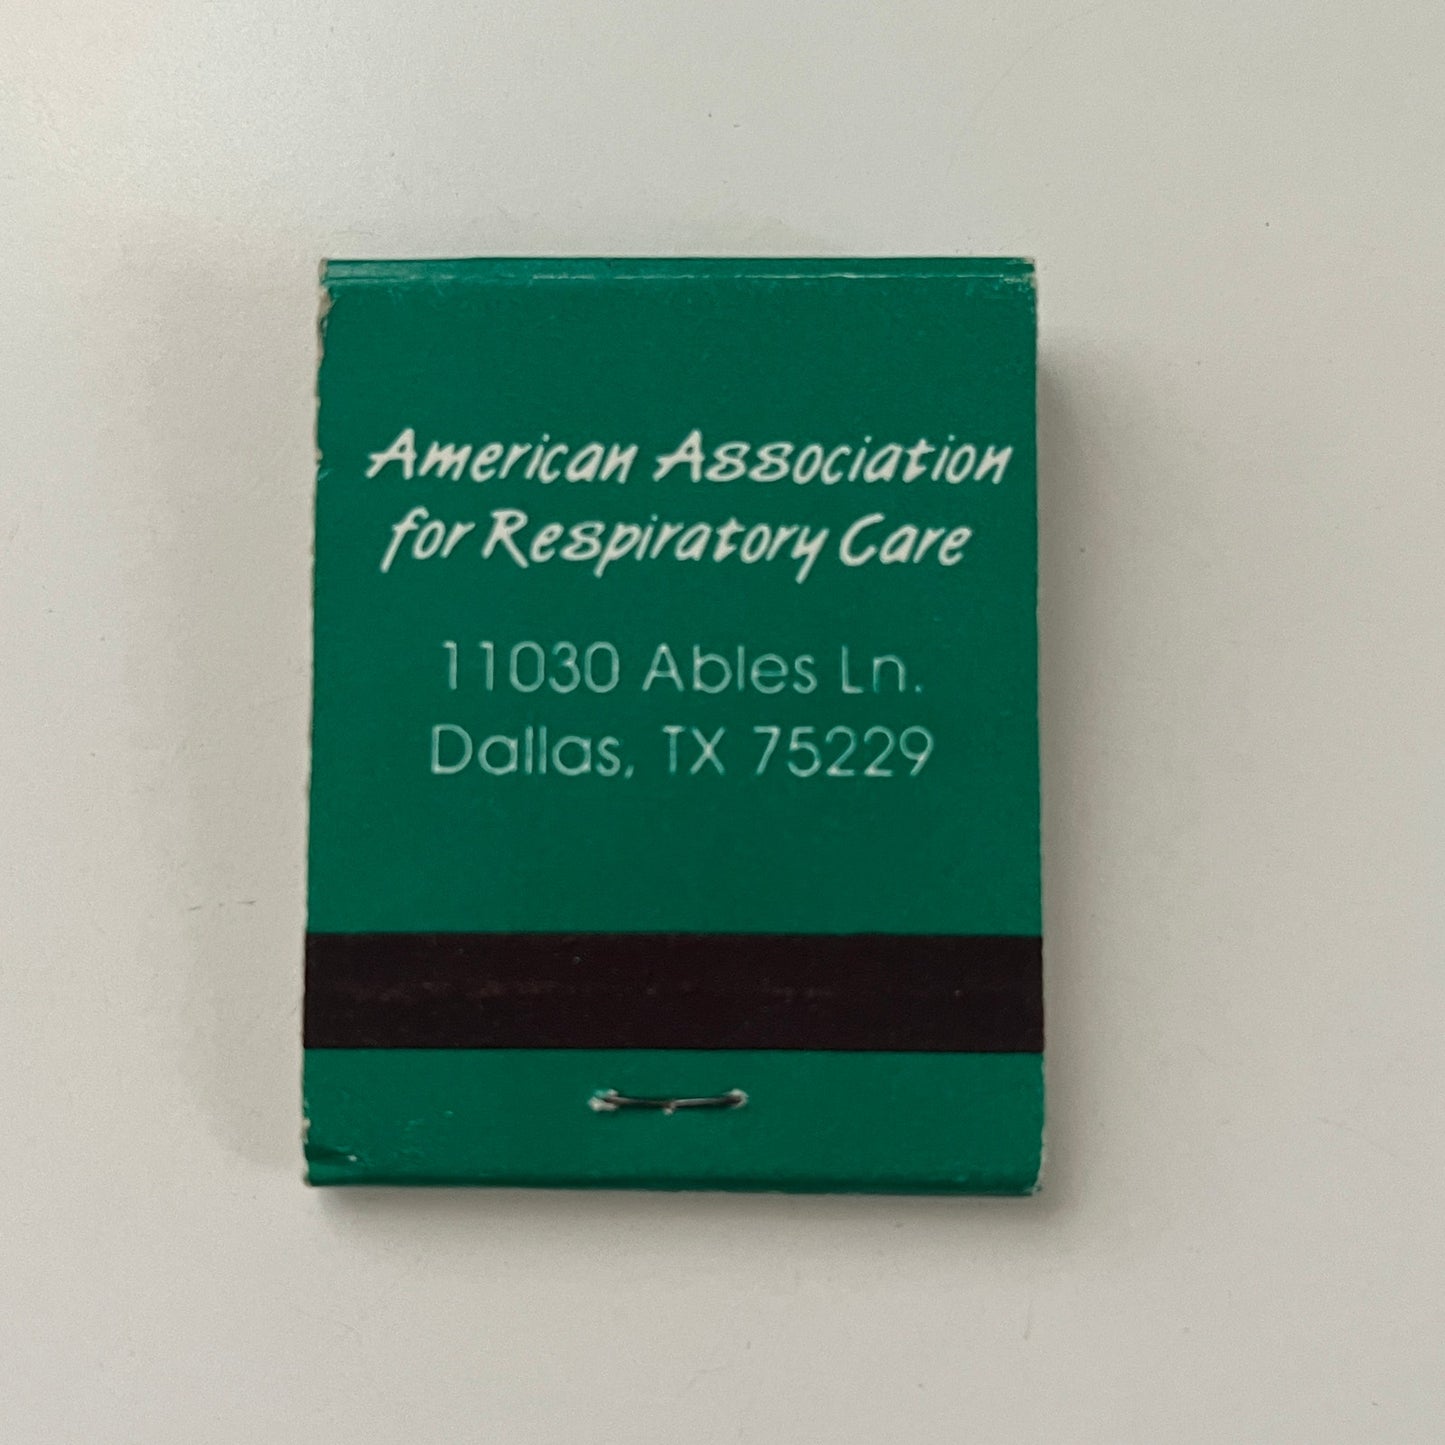 American Association
for Respiratory Care
11030 Ables Ln.
Dallas, TX 75229